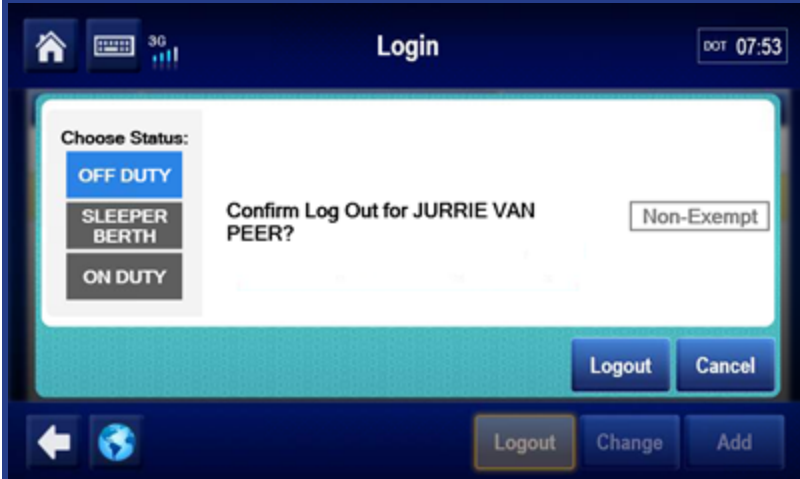 3G
Login
DOT 07:53
Choose Status:
OFF DUTY
SLEEPER
BERTH
ON DUTY
Confirm Log Out for JURRIE VAN
PEER?
Non-Exempt
Logout
Cancel
Logout
Change
Add